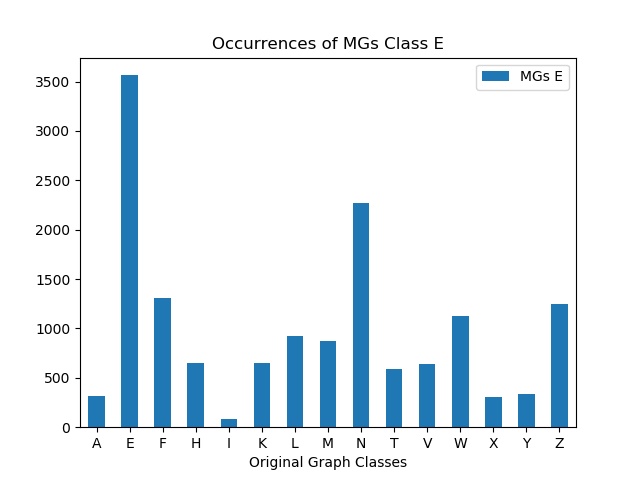 Occurrences of MGs Class E
MGs E
3500
3000
2500
2000
1500
1000
500
0
A E F H I K L M N T V W X Y Z
Original Graph Classes